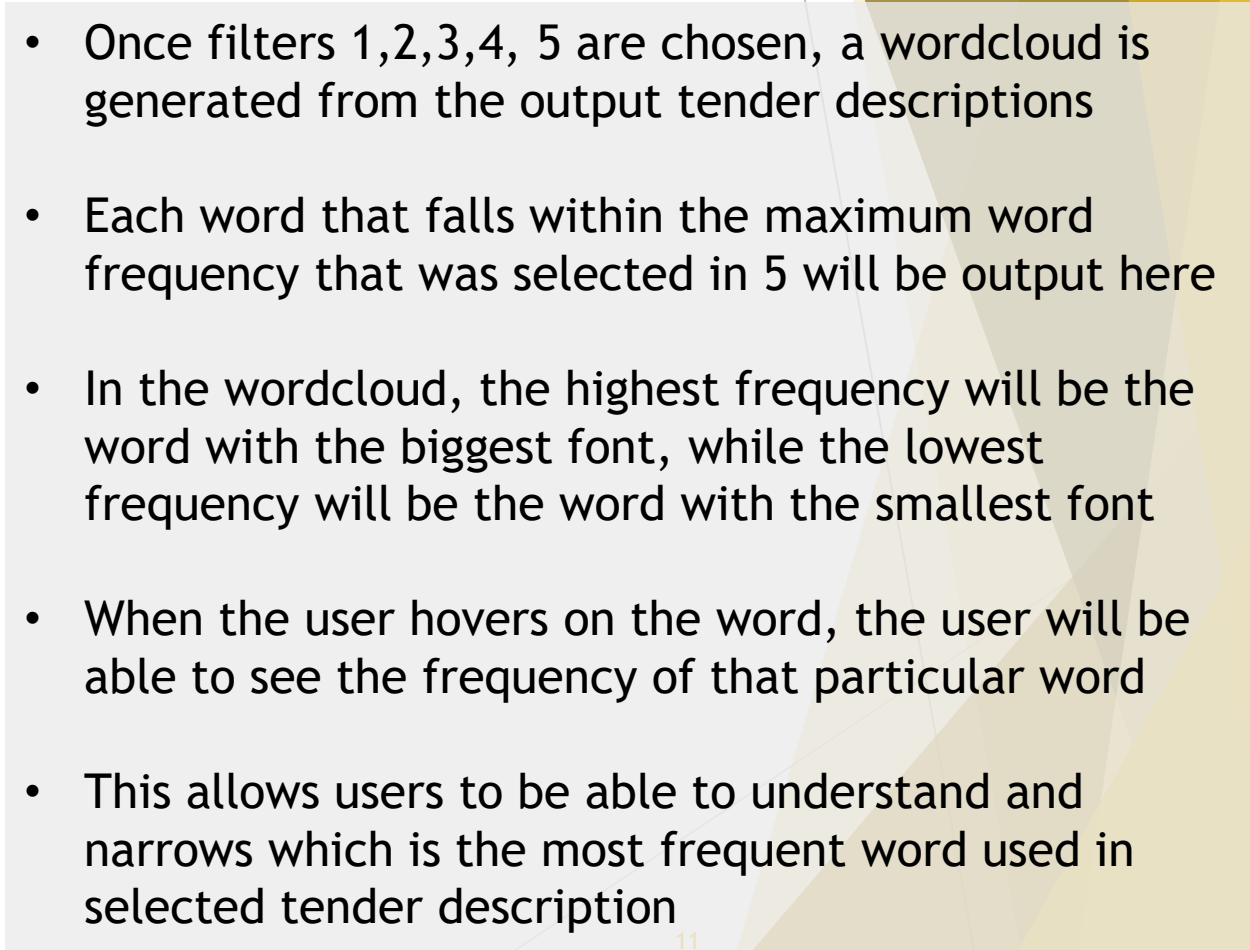 • Once filters 1,2,3,4, 5 are chosen, a wordcloud is
generated from the output tender descriptions
• Each word that falls within the maximum word
frequency that was selected in 5 will be output here
• In the wordcloud, the highest frequency will be the
word with the biggest font, while the lowest
frequency will be the word with the smallest font
• When the user hovers on the word, the user will be
able to see the frequency of that particular word
• This allows users to be able to understand and
narrows which is the most frequent word used in
selected tender description
11